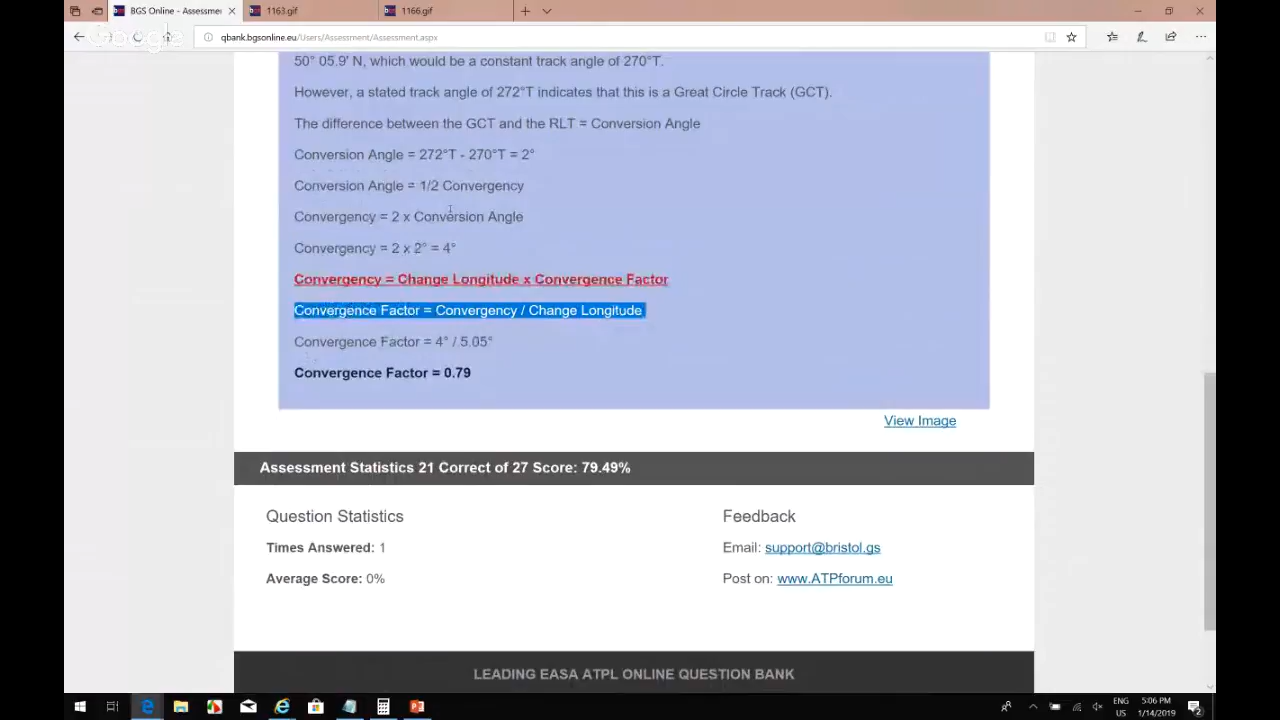 BGS Online - Assessmen
1163.gif
1166.gif
Google
qbank.bgsonline.eu/Users/Assessment/Assessment.aspx
50° 05.9' N, which would be a constant track angle of 270°T.
However, a stated track angle of 272°T indicates that this is a Great Circle Track (GCT).
The difference between the GCT and the RLT = Conversion Angle
Conversion Angle = 272°T - 270°T = 2°
Conversion Angle = 1/2 Convergency
Convergency = 2 x Conversion Angle
Convergency = 2 x 2° = 4°
Convergency = Change Longitude x Convergence Factor
Convergence Factor = Convergency / Change Longitude
Convergence Factor = 4° / 5.05°
Convergence Factor = 0.79
View Image
Assessment Statistics 21 Correct of 27 Score: 79.49%
Question Statistics
Feedback
Times Answered: 1
Email: support@bristol.gs
Average Score: 0%
Post on: www.ATPforum.eu
LEADING EASA ATPL ONLINE QUESTION BANK
ENG
US
5:06 PM
1/14/2019
2